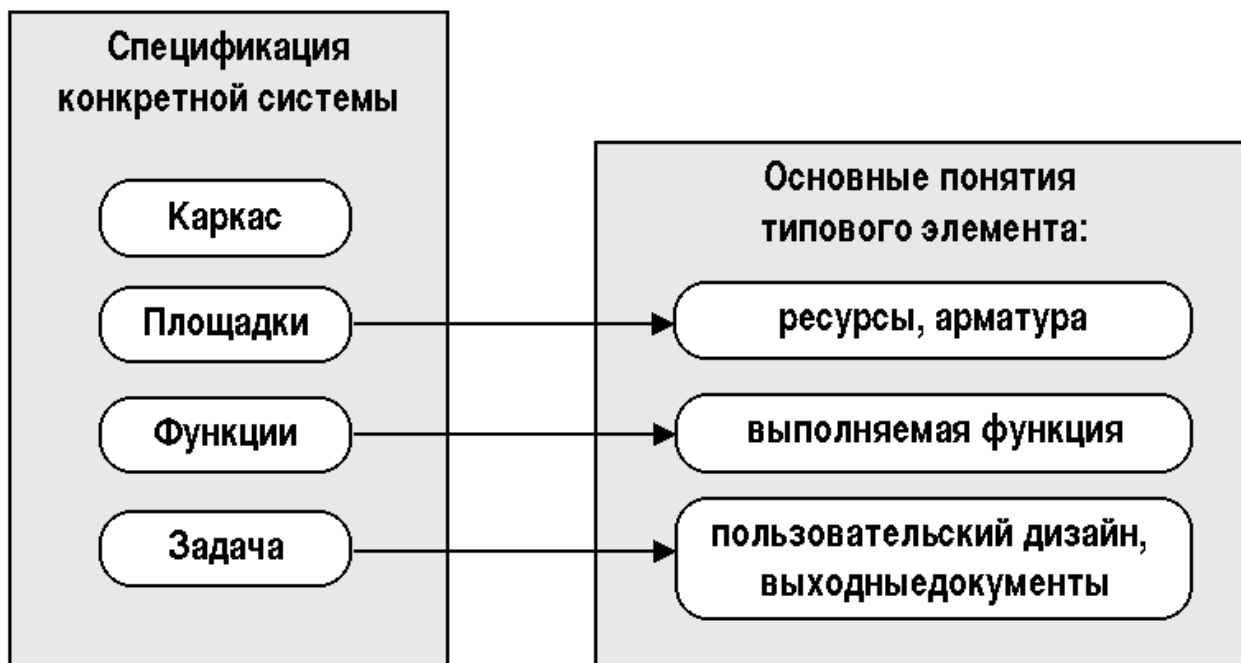 Спецификация
конкретной системы
Каркас
Площадки
Функции
Задача
Основные понятия
типового элемента:
ресурсы, арматура
выполняемая функция
пользовательский дизайн,
выходныедокументы